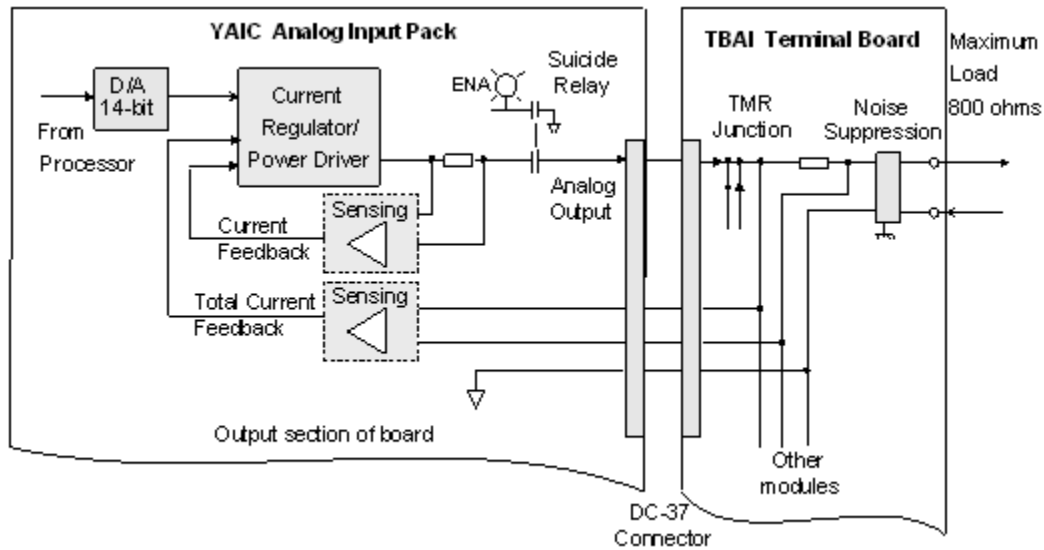 YAIC Analog Input Pack
TBAI Terminal Board
Maximum
Load
800 ohms
D/A
14-bit
From
Processor
Current
Regulator/
Power Driver
ENA
Suicide
Relay
TMR
Junction
Noise
Suppression
Analog
Output
Sensing
Current
Feedback
Sensing
Total Current
Feedback
Output section of board
Other
modules
DC-37
Connector